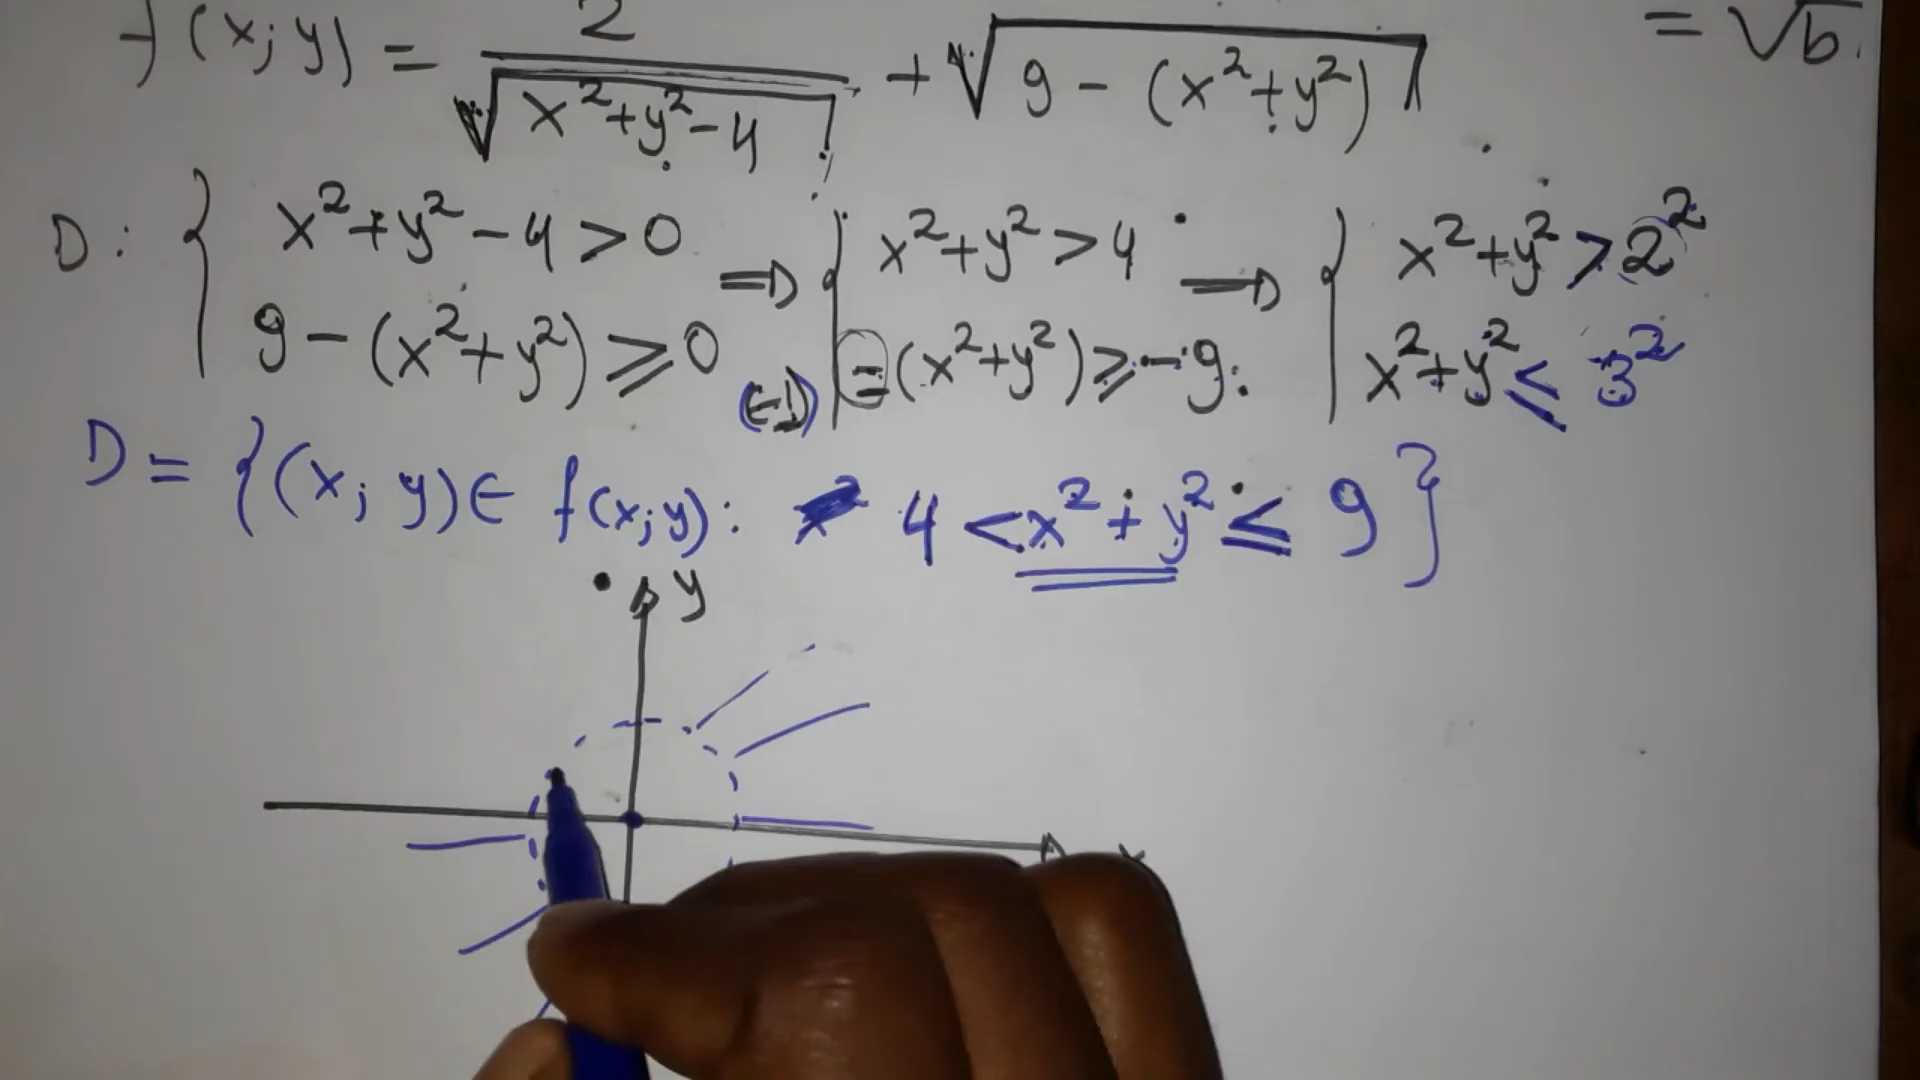 f(x;y) = 2/√(x²+y²-4) + √(9-(x²+y²)) = √b.
D: { x²+y²-4>0 => { x²+y²>4 => { x²+y²>2²
9-(x²+y²)≥0 (-1) -(x²+y²)≥-9 x²+y²≤3²
D = {(x;y)∈ f(x;y): 4<x²+y²≤9}
y
x